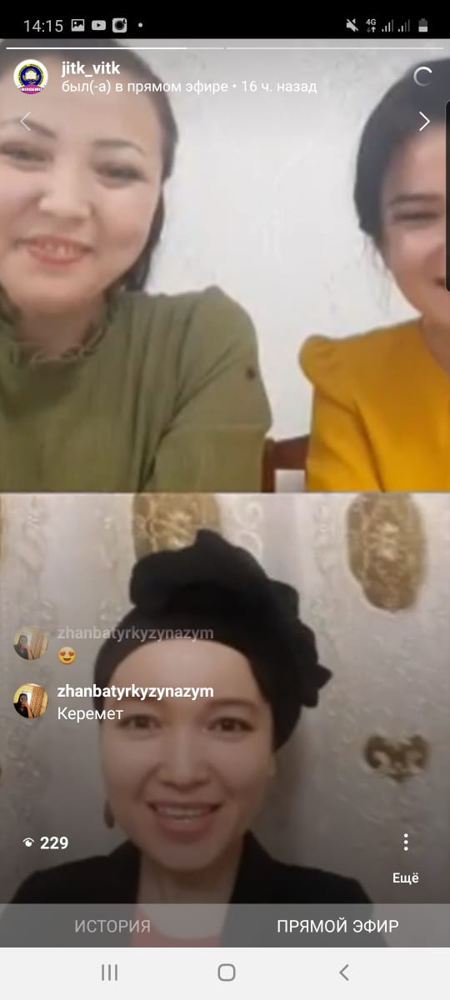 14:15
4G
jitk_vitk
был(-а) в прямом эфире • 16 ч. назад
zhanbatyrkyzynazym
😍
zhanbatyrkyzynazym
Керемет
229
Ещё
ИСТОРИЯ
ПРЯМОЙ ЭФИР